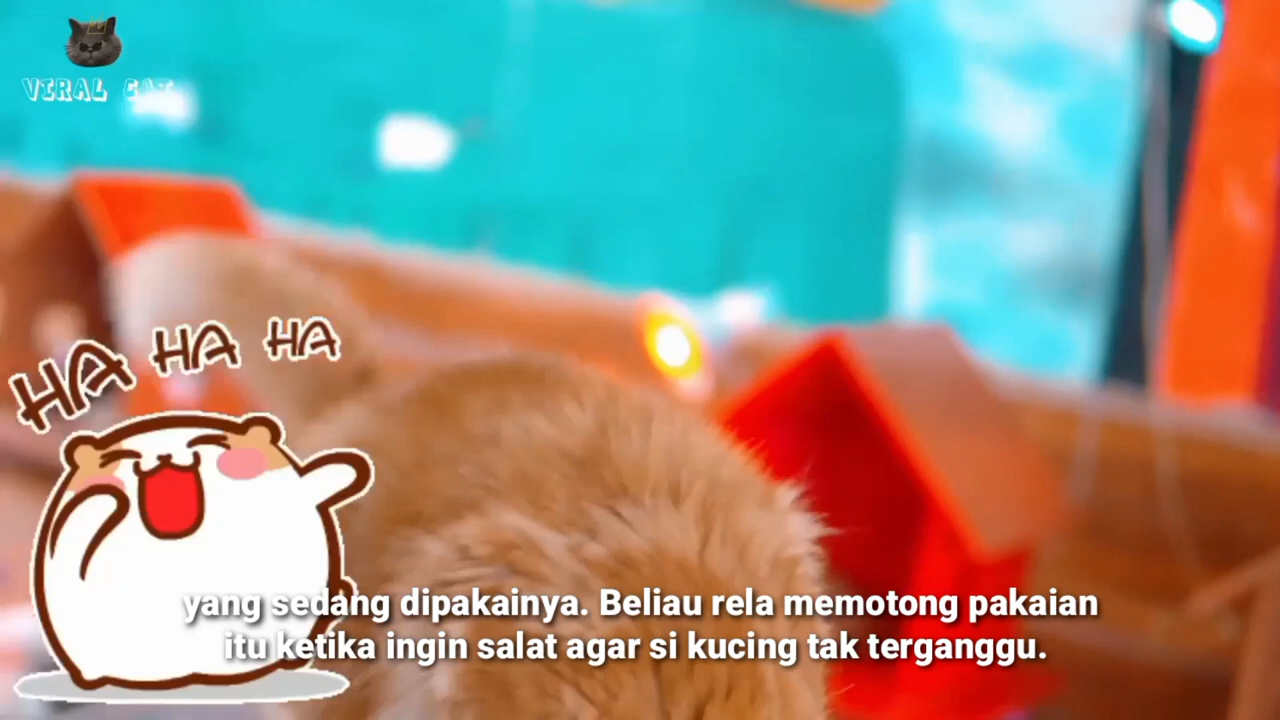 VIRAL CAT
HA HA HA
yang sedang dipakainya. Beliau rela memotong pakaian
itu ketika ingin salat agar si kucing tak terganggu.